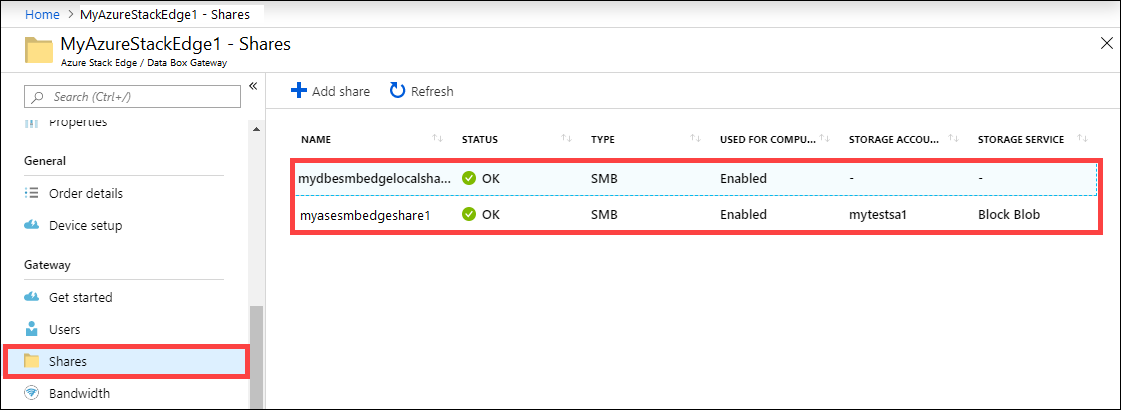 Home > MyAzureStackEdge1 - Shares
MyAzureStackEdge1 - Shares
Azure Stack Edge / Data Box Gateway
Search (Ctrl+/)
«
Properties
General
Order details
Device setup
Gateway
Get started
Users
Shares
Bandwidth
+ Add share Refresh
NAME STATUS TYPE USED FOR COMPU... STORAGE ACCOU... STORAGE SERVICE
mydbesmbedgelocalsha... OK SMB Enabled - -
myasesmbedgeshare1 OK SMB Enabled mytestsa1 Block Blob